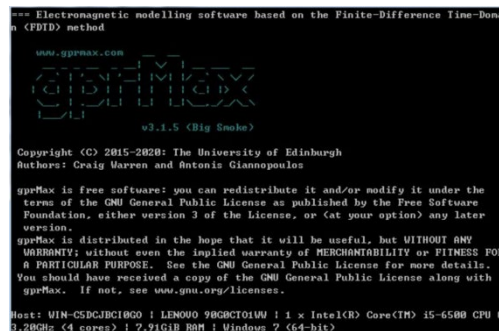 === Electromagnetic modelling software based on the Finite-Difference Time-Dom
n (FDTD) method
www.gprmax.com
gprMax
v3.1.5 (Big Smoke)
Copyright (C) 2015-2020: The University of Edinburgh
Authors: Craig Warren and Antonis Giannopoulos
gprMax is free software: you can redistribute it and/or modify it under the
terms of the GNU General Public License as published by the Free Software
Foundation, either version 3 of the License, or (at your option) any later
version.
gprMax is distributed in the hope that it will be useful, but WITHOUT ANY
WARRANTY; without even the implied warranty of MERCHANTABILITY or FITNESS FO
A PARTICULAR PURPOSE.  See the GNU General Public License for more details.
You should have received a copy of the GNU General Public License along with
gprMax.  If not, see www.gnu.org/licenses.
Host: WIN-C5DCJBCI0GO | LENOVO 90G0CTO1WW | 1 x Intel(R) Core(TM) i5-6500 CPU
3.20GHz (4 cores) | 7.91GiB RAM | Windows 7 (64-bit)